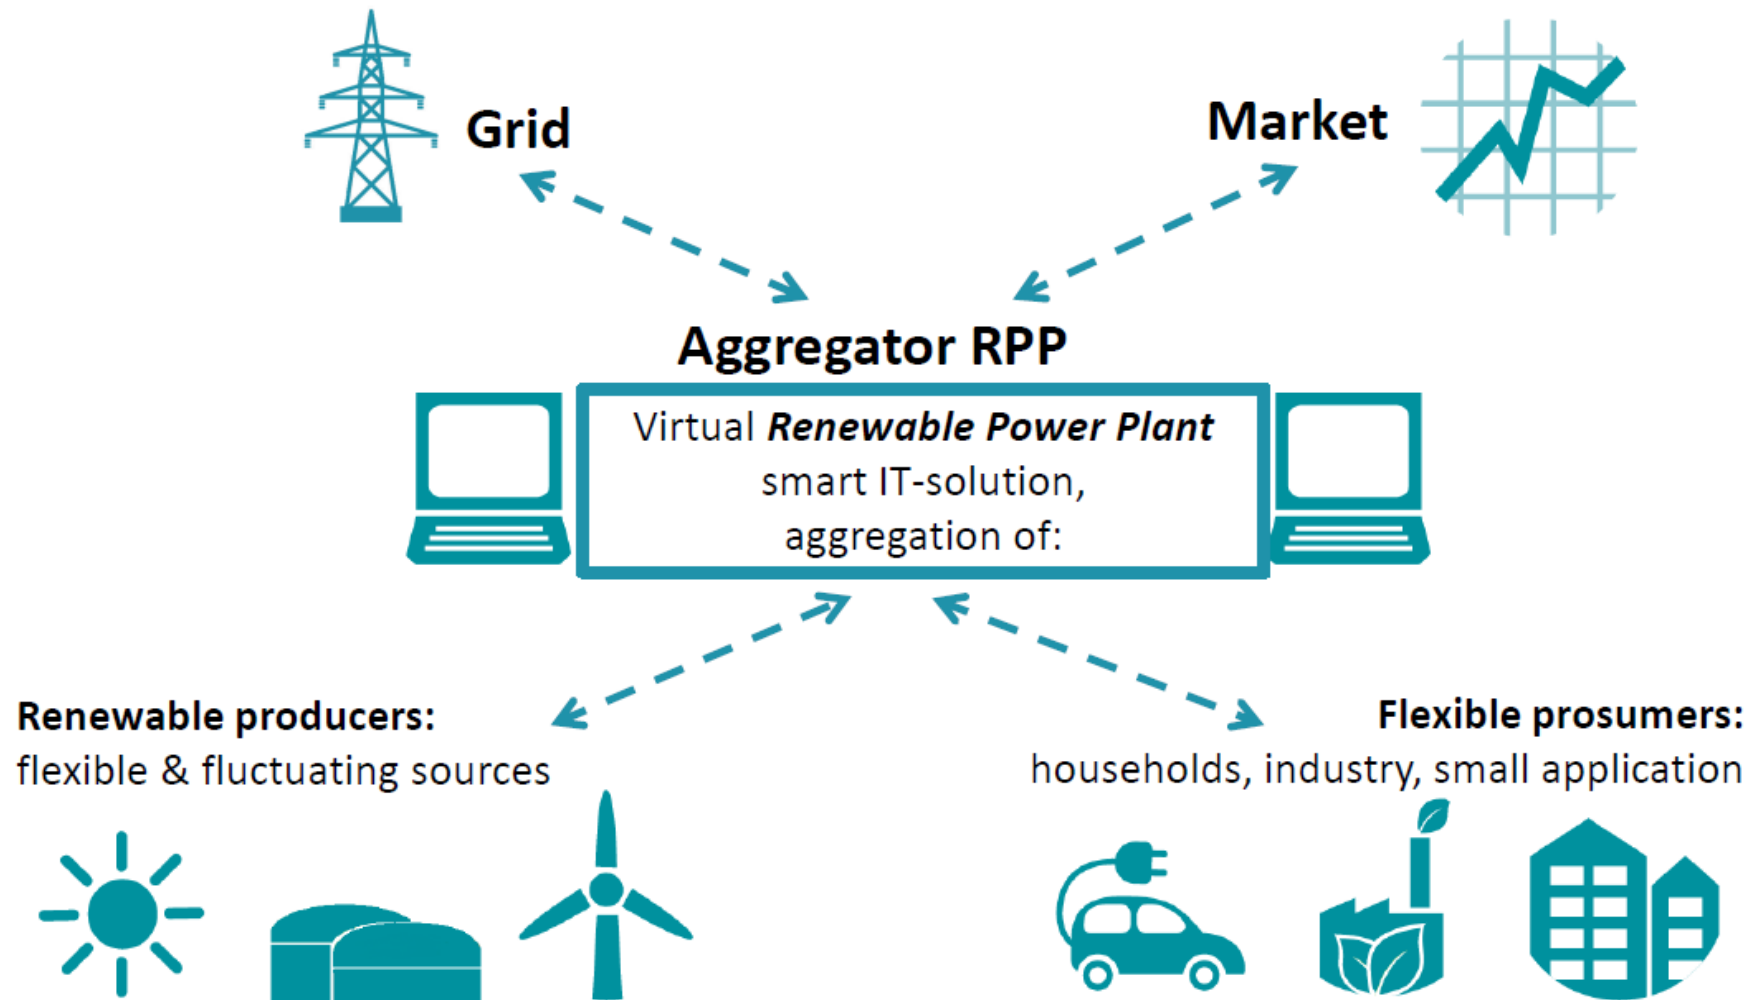 Grid
Market
Aggregator RPP
Virtual Renewable Power Plant
smart IT-solution,
aggregation of:
Renewable producers:
flexible & fluctuating sources
Flexible prosumers:
households, industry, small application